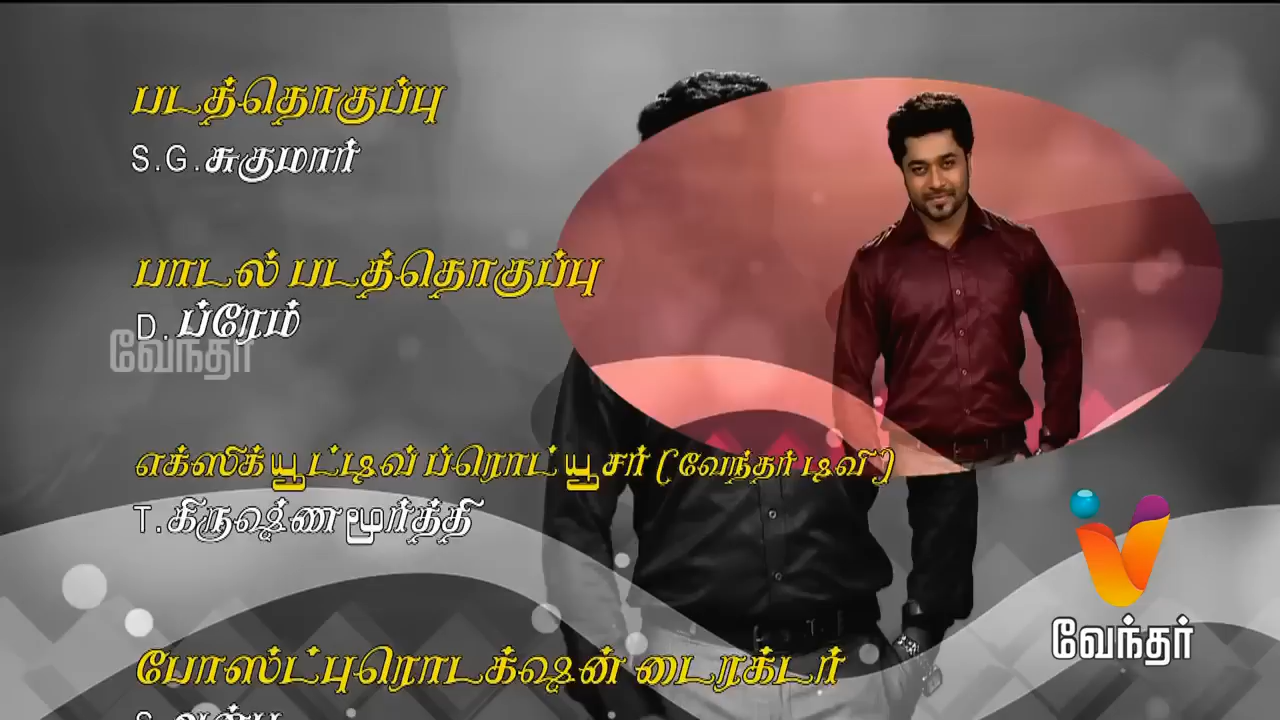 படத்தொகுப்பு
S.G.சுகுமார்
பாடல் படத்தொகுப்பு
D.ப்ரேம்
வேந்தர்
எக்ஸிக்யூட்டிவ் ப்ரொட்யூசர் (வேந்தர் டிவி)
T.கிருஷ்ணமூர்த்தி
வேந்தர்
போஸ்ட்புரொடக்ஷன் டைரக்டர்